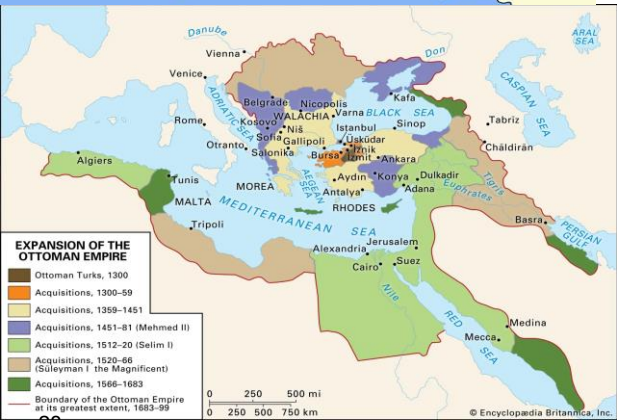 Danube
Don
ARAL
SEA
Vienna
Venice
CASPIAN SEA
ADRIATIC SEA
Belgrade
Nicopolis
Kafa
WALACHIA
Varna
BLACK SEA
Rome
Kosovo
Niš
Istanbul
Sinop
Tabriz
Sofia
Üsküdar
Otranto
Gallipoli
Iznik
Chāldirān
Salonika
Bursa
Izmit
Ankara
Algiers
Tunis
AEGEAN
SEA
Aydın
Konya
Dulkadir
Tigris
MOREA
Antalya
Adana
Euphrates
MALTA
MEDITERRANEAN SEA
RHODES
Tripoli
Basra
PERSIAN
GULF
Jerusalem
Alexandria
Cairo
Suez
Nile
RED
SEA
Medina
Mecca
EXPANSION OF THE
OTTOMAN EMPIRE
Ottoman Turks, 1300
Acquisitions, 1300–59
Acquisitions, 1359–1451
Acquisitions, 1451–81 (Mehmed II)
Acquisitions, 1512–20 (Selim I)
Acquisitions, 1520–66
(Süleyman I the Magnificent)
Acquisitions, 1566–1683
Boundary of the Ottoman Empire
at its greatest extent, 1683–99
0 250 500 mi
0 250 500 750 km
© Encyclopædia Britannica, Inc.